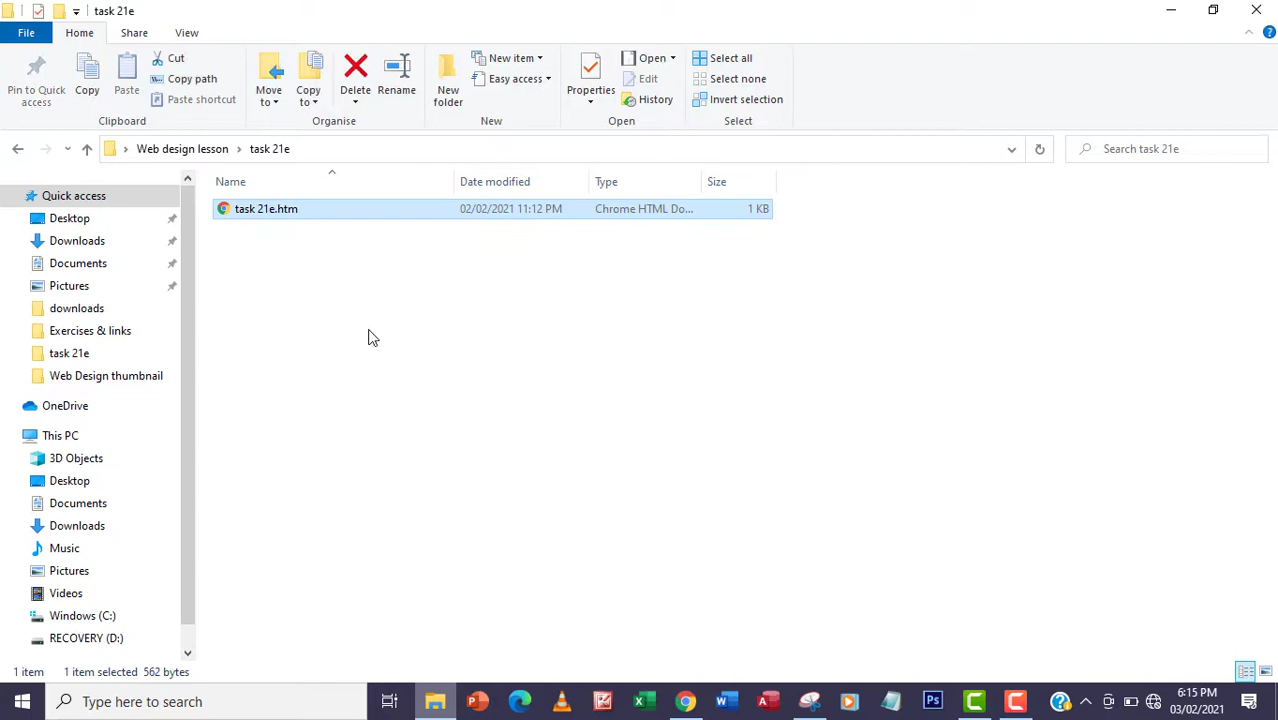 task 21e
File Home Share View
Pin to Quick access
Copy
Paste
Cut
Copy path
Paste shortcut
Move to
Copy to
Delete
Rename
New folder
New item
Easy access
Properties
Open
Edit
History
Select all
Select none
Invert selection
Clipboard Organise New Open Select
Web design lesson task 21e
Search task 21e
Name Date modified Type Size
task 21e.htm 02/02/2021 11:12 PM Chrome HTML Do... 1 KB
Quick access
Desktop
Downloads
Documents
Pictures
downloads
Exercises & links
task 21e
Web Design thumbnail
OneDrive
This PC
3D Objects
Desktop
Documents
Downloads
Music
Pictures
Videos
Windows (C:)
RECOVERY (D:)
1 item 1 item selected 562 bytes
Type here to search
6:15 PM
03/02/2021